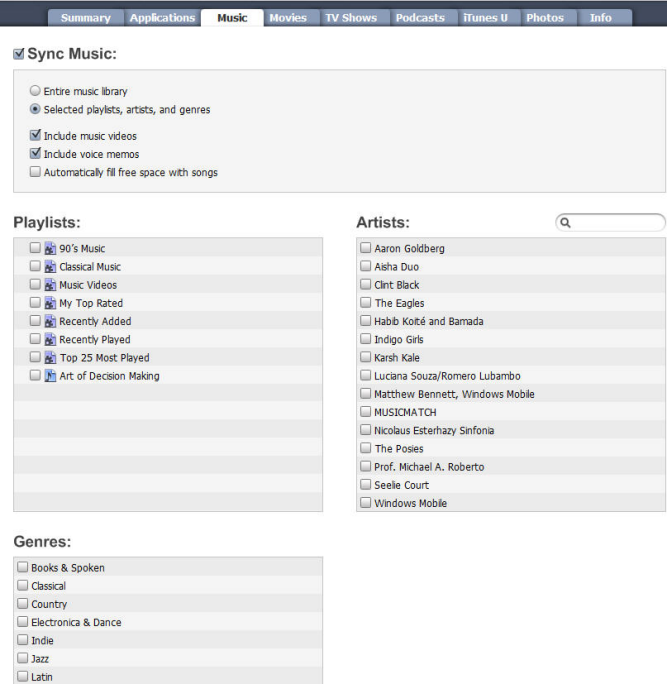 Summary Applications Music Movies TV Shows Podcasts iTunes U Photos Info
Sync Music:
Entire music library
Selected playlists, artists, and genres
Include music videos
Include voice memos
Automatically fill free space with songs
Playlists:
90's Music
Classical Music
Music Videos
My Top Rated
Recently Added
Recently Played
Top 25 Most Played
Art of Decision Making
Artists:
Aaron Goldberg
Aisha Duo
Clint Black
The Eagles
Habib Koité and Bamada
Indigo Girls
Karsh Kale
Luciana Souza/Romero Lubambo
Matthew Bennett, Windows Mobile
MUSICMATCH
Nicolaus Esterhazy Sinfonia
The Posies
Prof. Michael A. Roberto
Seelie Court
Windows Mobile
Genres:
Books & Spoken
Classical
Country
Electronica & Dance
Indie
Jazz
Latin